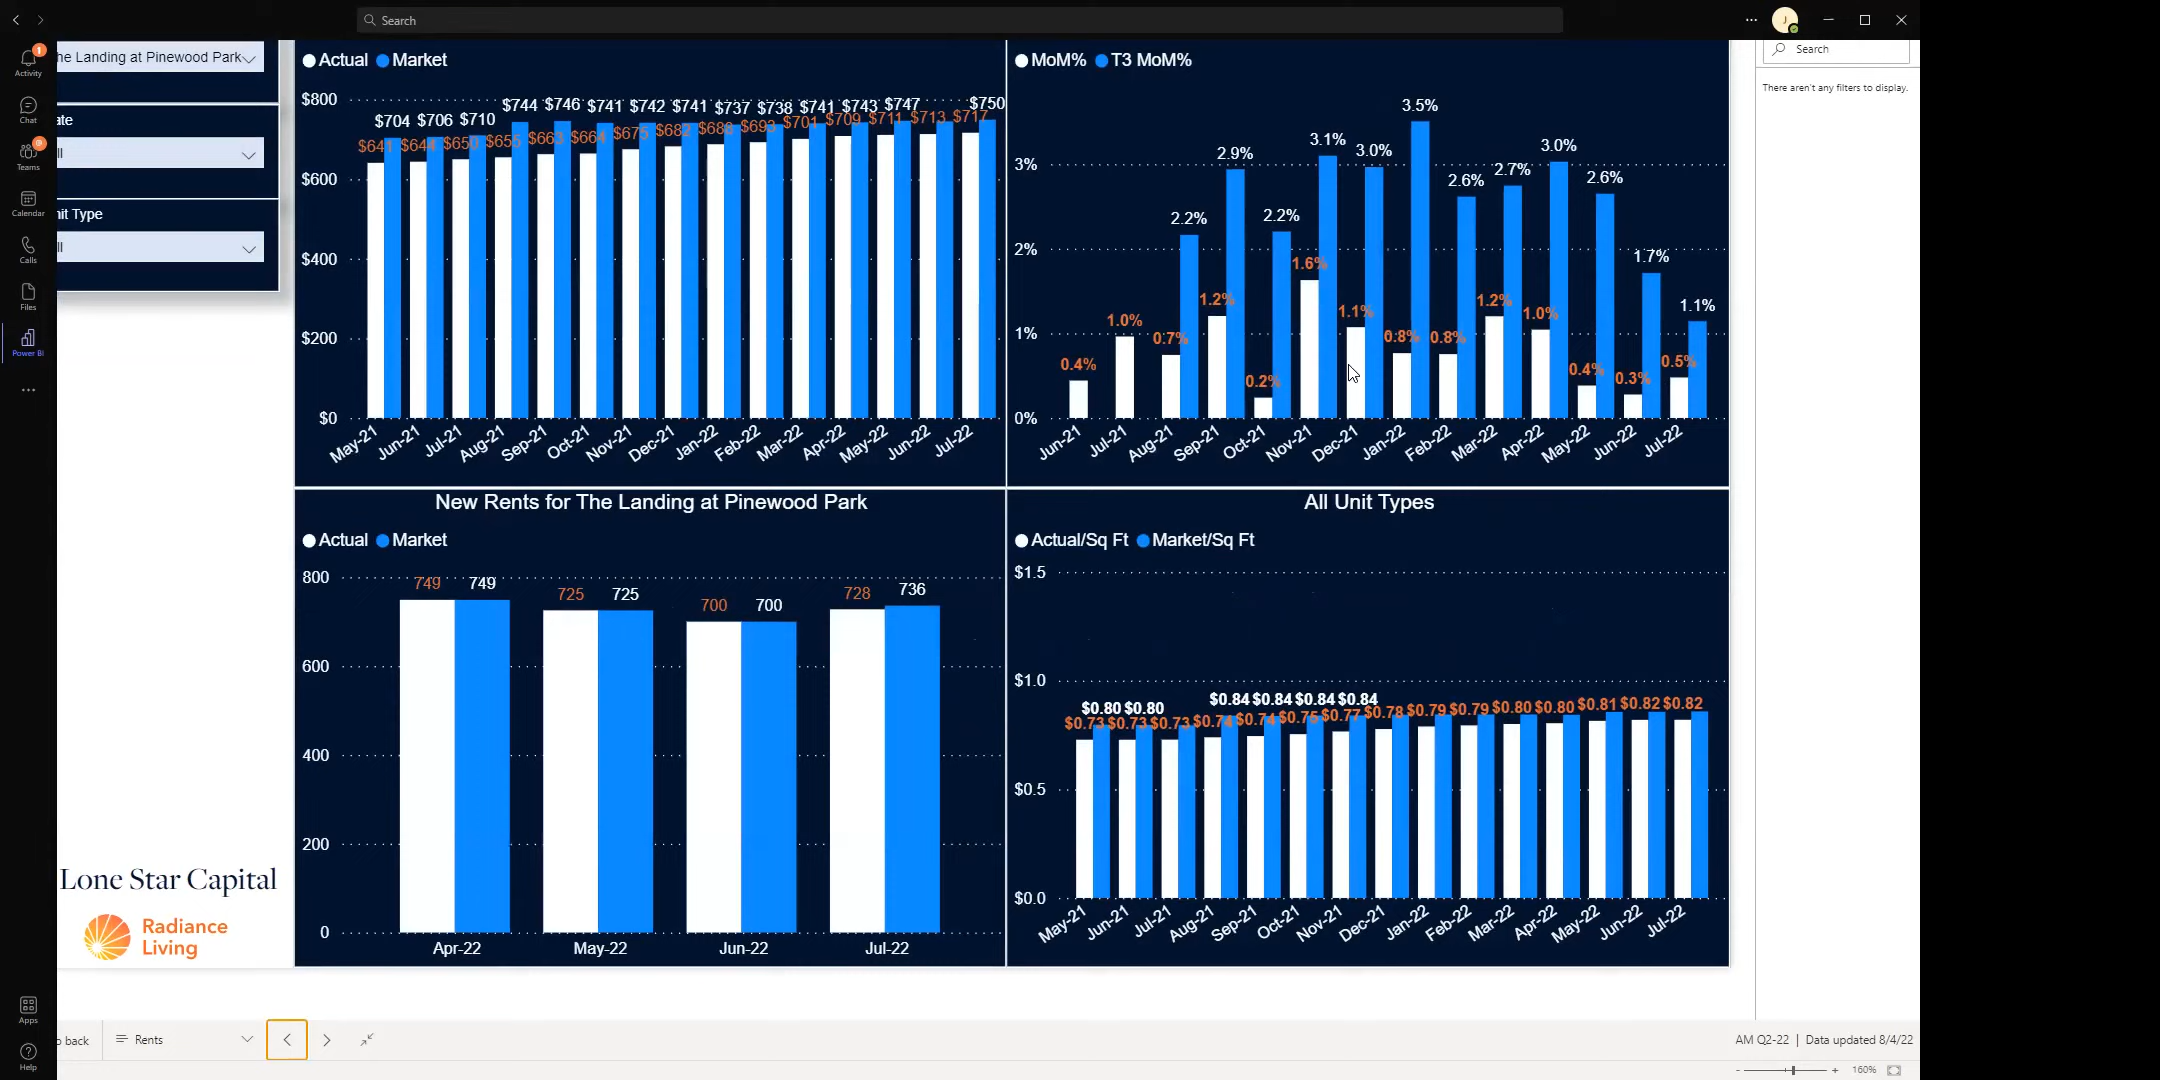 Search
Activity
Chat
Teams
Calendar
Calls
Files
Power BI
Apps
Help
he Landing at Pinewood Park
ate
ll
nit Type
ll
Actual Market
$800
$600
$400
$200
$0
$704 $706 $710 $744 $746 $741 $742 $741 $737 $738 $741 $743 $747 $750
$641 $644 $650 $655 $663 $664 $675 $682 $688 $693 $701 $709 $711 $713 $717
May-21 Jun-21 Jul-21 Aug-21 Sep-21 Oct-21 Nov-21 Dec-21 Jan-22 Feb-22 Mar-22 Apr-22 May-22 Jun-22 Jul-22
MoM% T3 MoM%
3%
2%
1%
0%
2.2% 2.9% 2.2% 3.1% 3.0% 3.5% 2.6% 2.7% 3.0% 2.6% 1.7% 1.1%
0.4% 1.0% 0.7% 1.2% 0.2% 1.6% 1.1% 0.8% 0.8% 1.2% 1.0% 0.4% 0.3% 0.5%
Jun-21 Jul-21 Aug-21 Sep-21 Oct-21 Nov-21 Dec-21 Jan-22 Feb-22 Mar-22 Apr-22 May-22 Jun-22 Jul-22
New Rents for The Landing at Pinewood Park
Actual Market
800
600
400
200
0
749 749 725 725 700 700 728 736
Apr-22 May-22 Jun-22 Jul-22
All Unit Types
Actual/Sq Ft Market/Sq Ft
$1.5
$1.0
$0.5
$0.0
$0.80 $0.80 $0.84 $0.84 $0.84 $0.84
$0.73 $0.73 $0.73 $0.74 $0.74 $0.75 $0.77 $0.78 $0.79 $0.79 $0.80 $0.80 $0.81 $0.82 $0.82
May-21 Jun-21 Jul-21 Aug-21 Sep-21 Oct-21 Nov-21 Dec-21 Jan-22 Feb-22 Mar-22 Apr-22 May-22 Jun-22 Jul-22
Search
There aren't any filters to display.
Lone Star Capital
Radiance
Living
o back
Rents
AM Q2-22 | Data updated 8/4/22
- + 160%
J
1